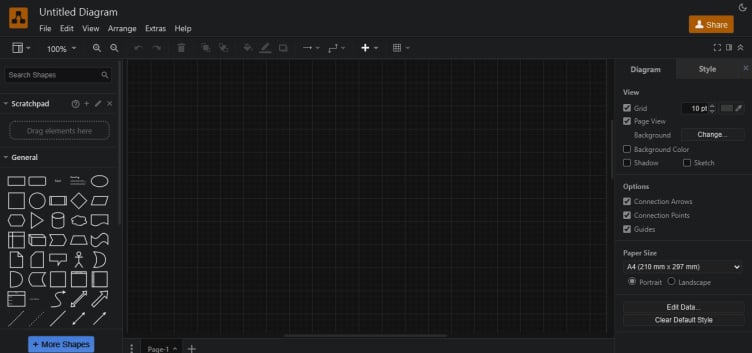 Untitled Diagram
File Edit View Arrange Extras Help
Share
100%
Search Shapes
Scratchpad
Drag elements here
General
Text
+ More Shapes
Page-1
Diagram Style
View
Grid 10 pt
Page View
Background Change...
Background Color
Shadow Sketch
Options
Connection Arrows
Connection Points
Guides
Paper Size
A4 (210 mm x 297 mm)
Portrait Landscape
Edit Data...
Clear Default Style